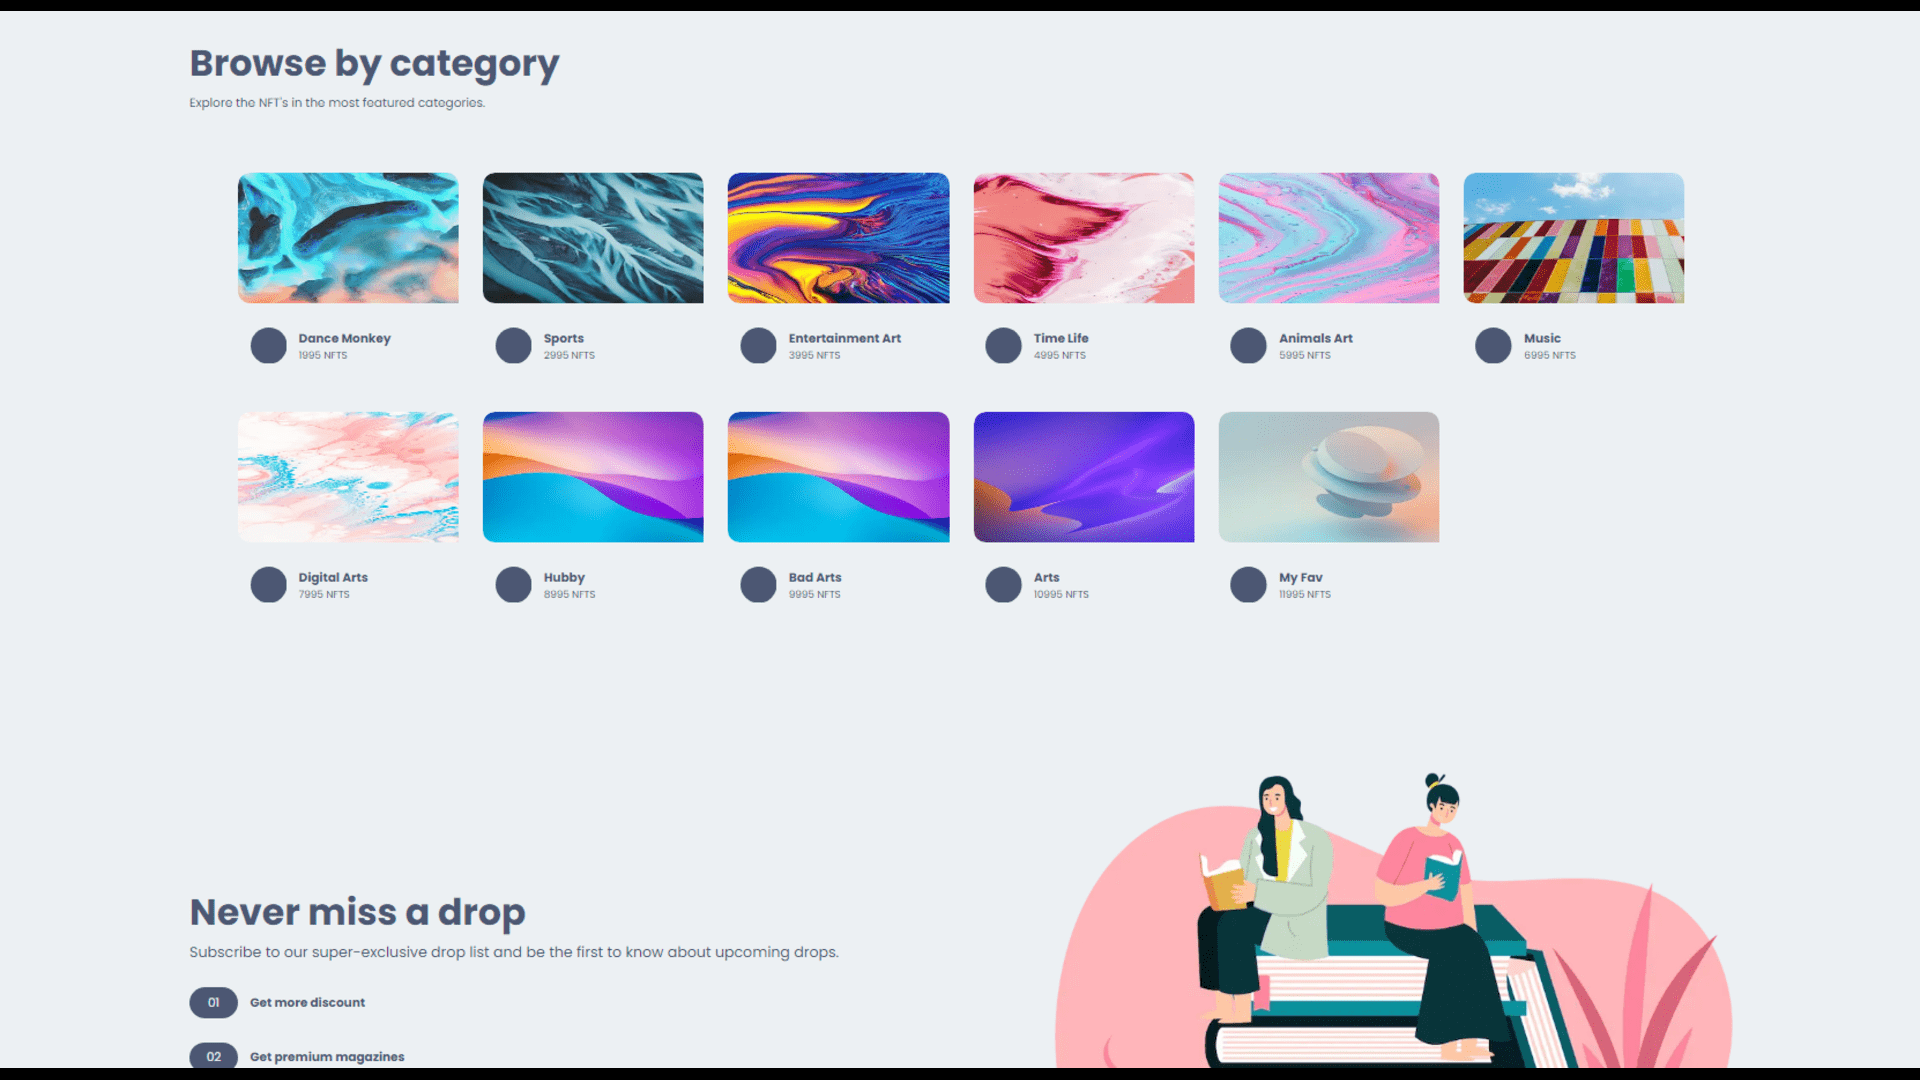 Browse by category
Explore the NFT's in the most featured categories.
Dance Monkey
1995 NFTS
Sports
2995 NFTS
Entertainment Art
3995 NFTS
Time Life
4995 NFTS
Animals Art
5995 NFTS
Music
6995 NFTS
Digital Arts
7995 NFTS
Hubby
8995 NFTS
Bad Arts
9995 NFTS
Arts
10995 NFTS
My Fav
11995 NFTS
Never miss a drop
Subscribe to our super-exclusive drop list and be the first to know about upcoming drops.
01 Get more discount
02 Get premium magazines